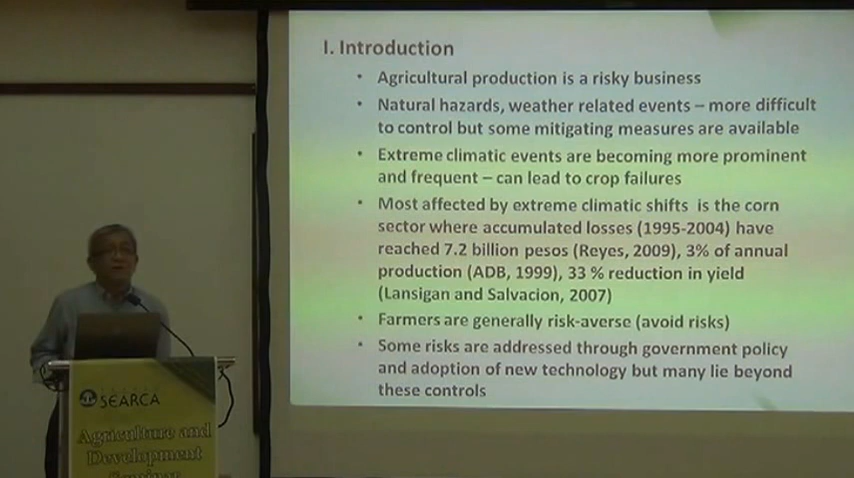 I. Introduction
• Agricultural production is a risky business
• Natural hazards, weather related events – more difficult
to control but some mitigating measures are available
• Extreme climatic events are becoming more prominent
and frequent – can lead to crop failures
• Most affected by extreme climatic shifts is the corn
sector where accumulated losses (1995-2004) have
reached 7.2 billion pesos (Reyes, 2009), 3% of annual
production (ADB, 1999), 33 % reduction in yield
(Lansigan and Salvacion, 2007)
• Farmers are generally risk-averse (avoid risks)
• Some risks are addressed through government policy
and adoption of new technology but many lie beyond
these controls
SEARCA
Agriculture and
Development
Seminar